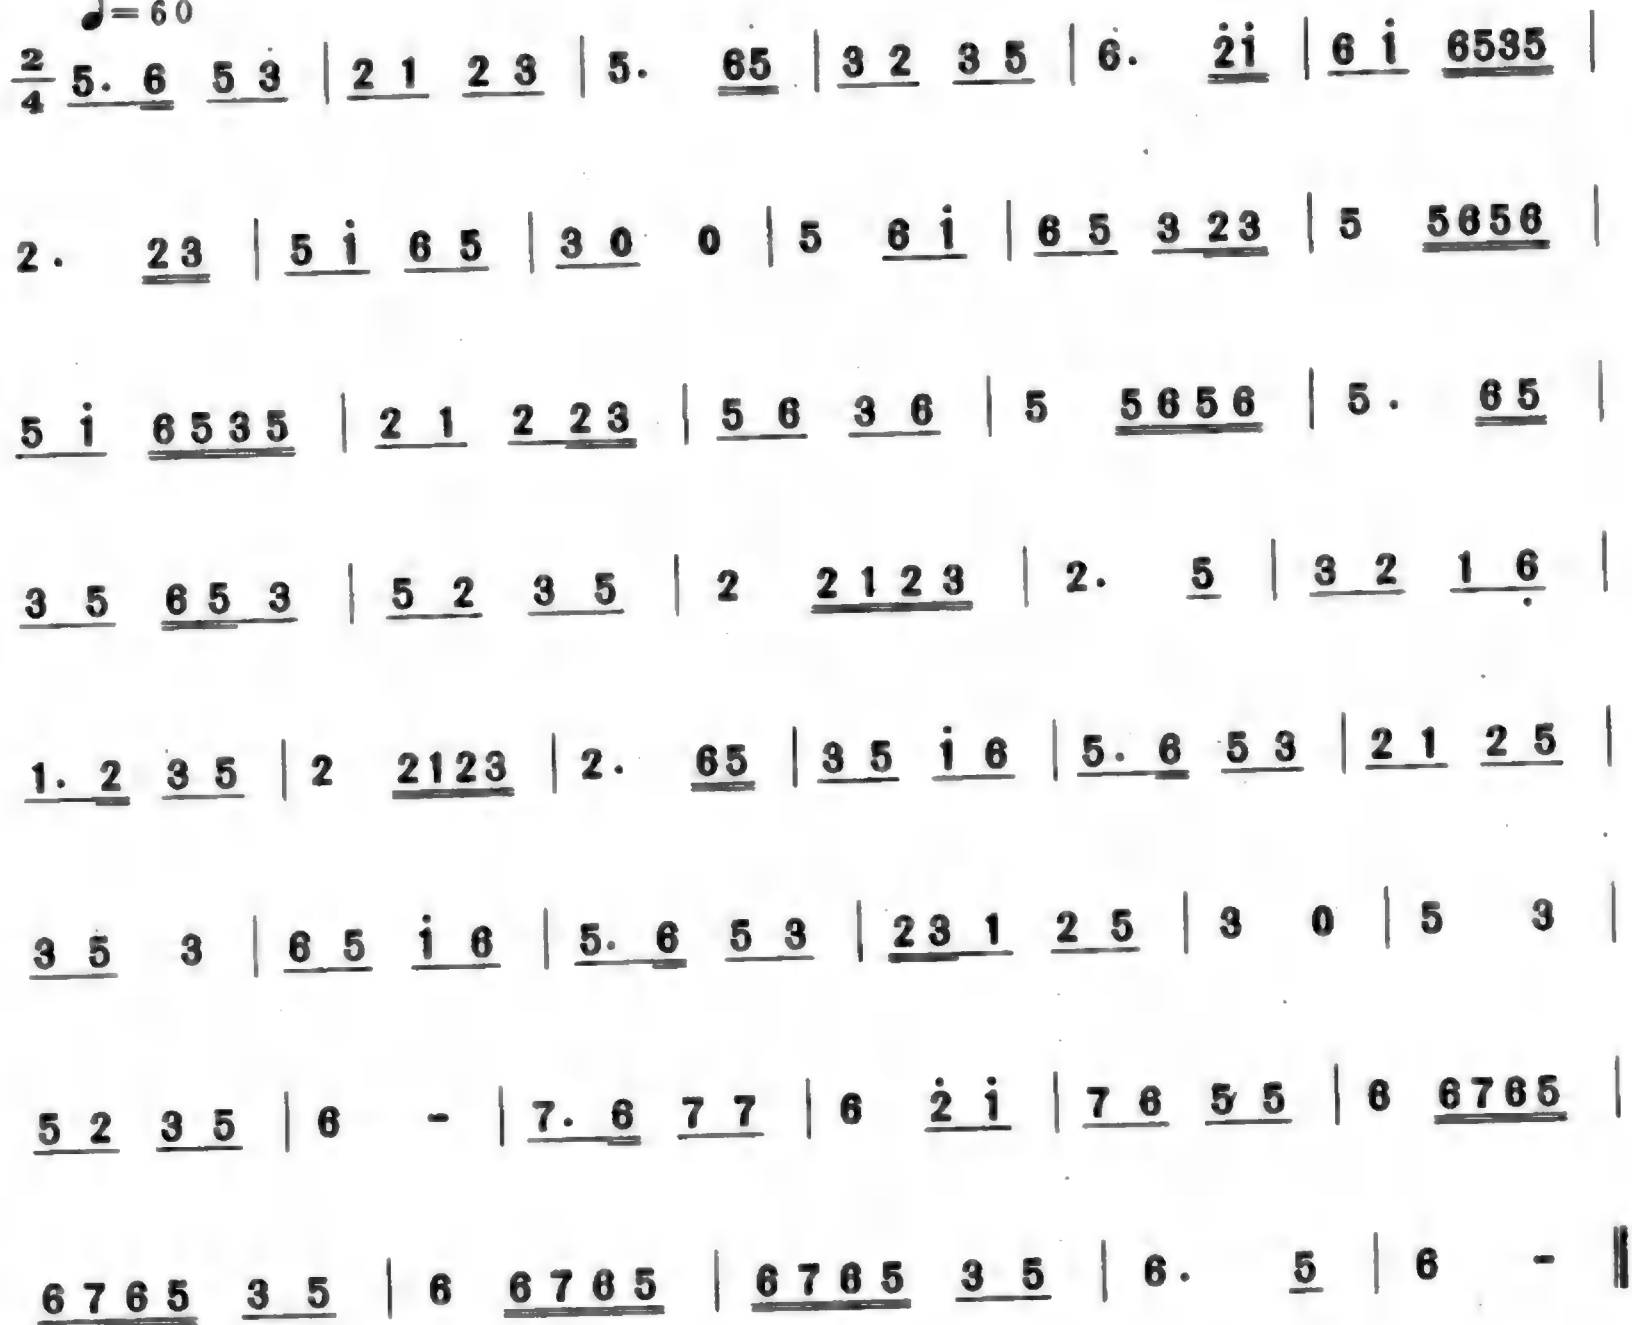 ♩=60
2/4 5. 6 5 3 | 2 1 2 3 | 5. 65 | 3 2 3 5 | 6. 2̇i̇ | 6 i̇ 6535 |
2. 23 | 5 i̇ 6 5 | 3 0 0 | 5 6 i̇ | 6 5 3 23 | 5 5656 |
5 i̇ 6535 | 2 1 2 23 | 5 6 3 6 | 5 5656 | 5. 65 |
3 5 65 3 | 5 2 3 5 | 2 2123 | 2. 5 | 3 2 1 6̣ |
1. 2 3 5 | 2 2123 | 2. 65 | 3 5 i̇ 6 | 5. 6 5 3 | 2 1 2 5 |
3 5 3 | 6 5 i̇ 6 | 5. 6 5 3 | 23 1 2 5 | 3 0 | 5 3 |
5 2 3 5 | 6 - | 7. 6 7 7 | 6 2̇ i̇ | 7 6 5 5 | 6 6765 |
6765 3 5 | 6 6765 | 6765 3 5 | 6. 5 | 6 - ‖